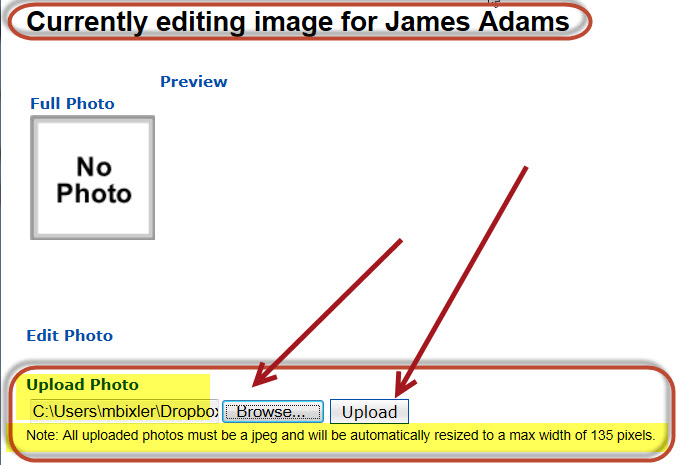 Currently editing image for James Adams
Preview
Full Photo
No
Photo
Edit Photo
Upload Photo
C:\Users\mbixler\Dropbox Browse... Upload
Note: All uploaded photos must be a jpeg and will be automatically resized to a max width of 135 pixels.